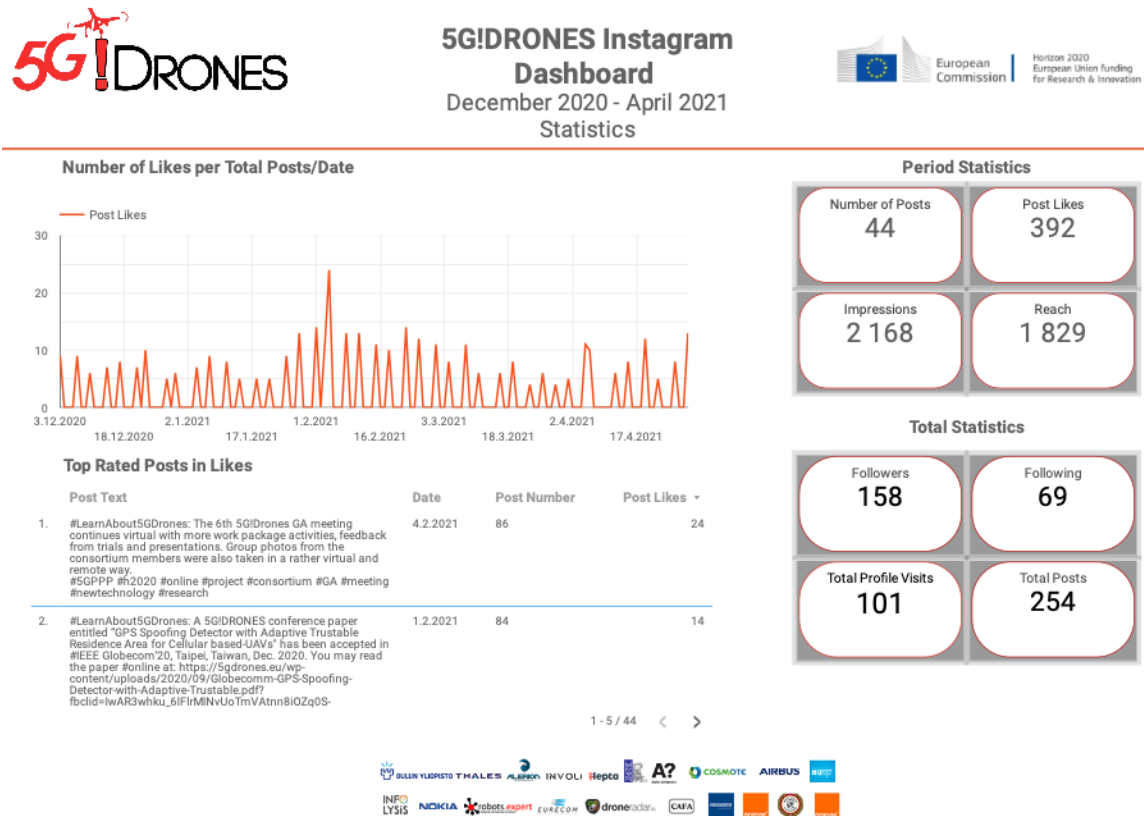 5G!DRONES
5G!DRONES Instagram
Dashboard
December 2020 - April 2021
Statistics
European
Commission
Horizon 2020
European Union funding
for Research & Innovation
Number of Likes per Total Posts/Date
Post Likes
30
20
10
0
3.12.2020
18.12.2020
2.1.2021
17.1.2021
1.2.2021
16.2.2021
3.3.2021
18.3.2021
2.4.2021
17.4.2021
Period Statistics
Number of Posts
44
Post Likes
392
Impressions
2 168
Reach
1 829
Total Statistics
Followers
158
Following
69
Total Profile Visits
101
Total Posts
254
Top Rated Posts in Likes
Post Text Date Post Number Post Likes
1. #LearnAbout5GDrones: The 6th 5G!Drones GA meeting 4.2.2021 86 24
continues virtual with more work package activities, feedback
from trials and presentations. Group photos from the
consortium members were also taken in a rather virtual and
remote way.
#5GPPP #h2020 #online #project #consortium #GA #meeting
#newtechnology #research
2. #LearnAbout5GDrones: A 5G!DRONES conference paper 1.2.2021 84 14
entitled "GPS Spoofing Detector with Adaptive Trustable
Residence Area for Cellular based-UAVs" has been accepted in
#IEEE Globecom'20, Taipei, Taiwan, Dec. 2020. You may read
the paper #online at: https://5gdrones.eu/wp-
content/uploads/2020/09/Globecomm-GPS-Spoofing-
Detector-with-Adaptive-Trustable.pdf?
1 - 5 / 44
OULUN YLIOPISTO THALES ALERION INVOLI Hepta A? COSMOTE AIRBUS
INFO
LYSIS NOKIA robots.expert EURECOM droneradar CAFA